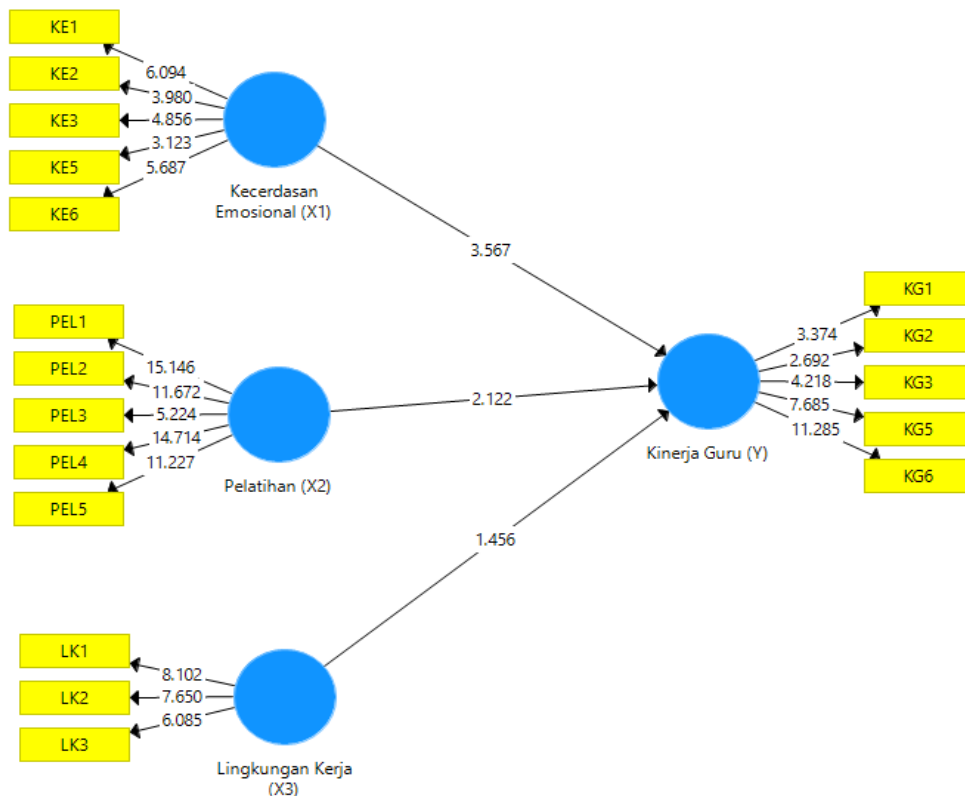 KE1
KE2
KE3
KE5
KE6
6.094
3.980
4.856
3.123
5.687
Kecerdasan
Emosional (X1)
3.567
PEL1
PEL2
PEL3
PEL4
PEL5
15.146
11.672
5.224
14.714
11.227
Pelatihan (X2)
2.122
LK1
LK2
LK3
8.102
7.650
6.085
Lingkungan Kerja
(X3)
1.456
Kinerja Guru (Y)
3.374
2.692
4.218
7.685
11.285
KG1
KG2
KG3
KG5
KG6